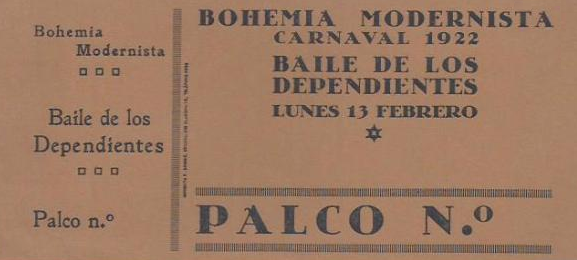 Bohemia
Modernista
Baile de los
Dependientes
Palco n.º
BOHEMIA MODERNISTA
CARNAVAL 1922
BAILE DE LOS
DEPENDIENTES
LUNES 13 FEBRERO
PALCO N.º